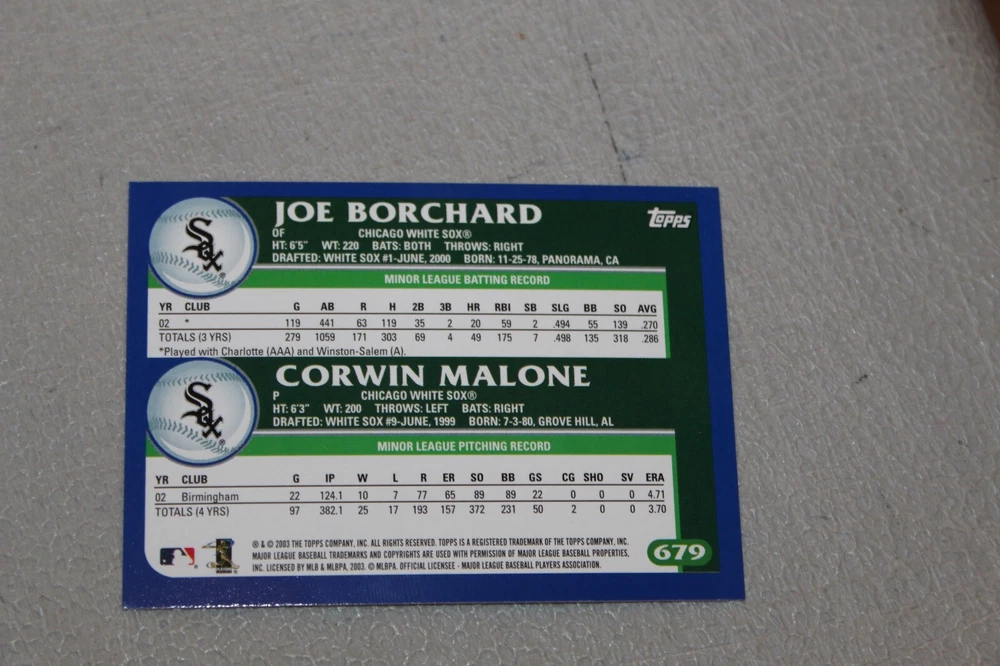 JOE BORCHARD
topps
OF CHICAGO WHITE SOX®
HT: 6'5" WT: 220 BATS: BOTH THROWS: RIGHT
DRAFTED: WHITE SOX #1-JUNE, 2000 BORN: 11-25-78, PANORAMA, CA
Sox
MINOR LEAGUE BATTING RECORD
YR CLUB G AB R H 2B 3B HR RBI SB SLG BB SO AVG
02 * 119 441 63 119 35 2 20 59 2 .494 55 139 .270
TOTALS (3 YRS) 279 1059 171 303 69 4 49 175 7 .498 135 318 .286
*Played with Charlotte (AAA) and Winston-Salem (A).
CORWIN MALONE
P CHICAGO WHITE SOX®
HT: 6'3" WT: 200 THROWS: LEFT BATS: RIGHT
DRAFTED: WHITE SOX #9-JUNE, 1999 BORN: 7-3-80, GROVE HILL, AL
Sox
MINOR LEAGUE PITCHING RECORD
YR CLUB G IP W L R ER SO BB GS CG SHO SV ERA
02 Birmingham 22 124.1 10 7 77 65 89 89 22 0 0 0 4.71
TOTALS (4 YRS) 97 382.1 25 17 193 157 372 231 50 2 0 0 3.70
® & © 2003 THE TOPPS COMPANY, INC. ALL RIGHTS RESERVED. TOPPS IS A REGISTERED TRADEMARK OF THE TOPPS COMPANY, INC.
MAJOR LEAGUE BASEBALL TRADEMARKS AND COPYRIGHTS ARE USED WITH PERMISSION OF MAJOR LEAGUE BASEBALL PROPERTIES,
INC. LICENSED BY MLB & MLBPA, 2003. © MLBPA. OFFICIAL LICENSEE - MAJOR LEAGUE BASEBALL PLAYERS ASSOCIATION.
679